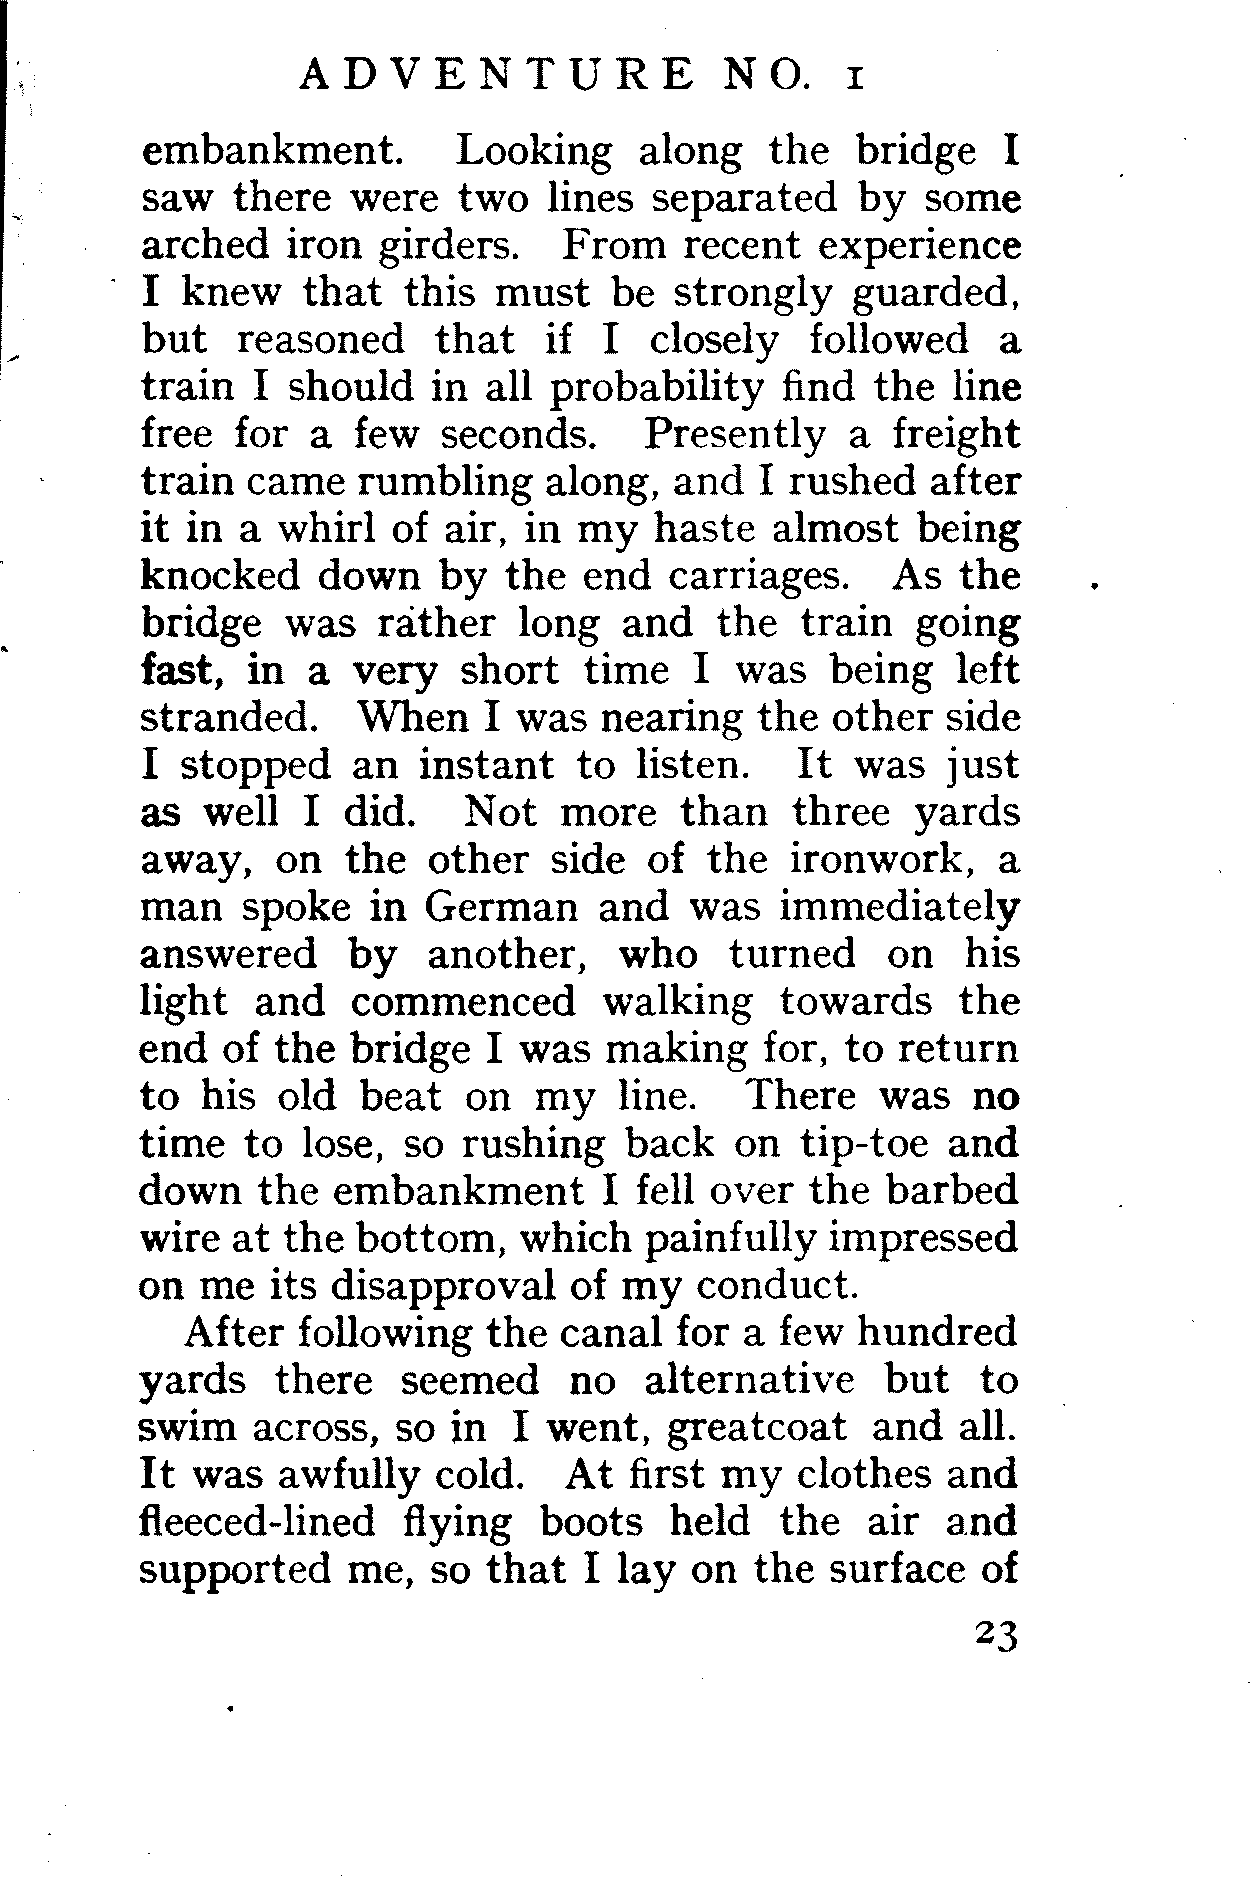 ADVENTURE NO. 1
embankment. Looking along the bridge I
saw there were two lines separated by some
arched iron girders. From recent experience
I knew that this must be strongly guarded,
but reasoned that if I closely followed a
train I should in all probability find the line
free for a few seconds. Presently a freight
train came rumbling along, and I rushed after
it in a whirl of air, in my haste almost being
knocked down by the end carriages. As the
bridge was rather long and the train going
fast, in a very short time I was being left
stranded. When I was nearing the other side
I stopped an instant to listen. It was just
as well I did. Not more than three yards
away, on the other side of the ironwork, a
man spoke in German and was immediately
answered by another, who turned on his
light and commenced walking towards the
end of the bridge I was making for, to return
to his old beat on my line. There was no
time to lose, so rushing back on tip-toe and
down the embankment I fell over the barbed
wire at the bottom, which painfully impressed
on me its disapproval of my conduct.
After following the canal for a few hundred
yards there seemed no alternative but to
swim across, so in I went, greatcoat and all.
It was awfully cold. At first my clothes and
fleeced-lined flying boots held the air and
supported me, so that I lay on the surface of
23